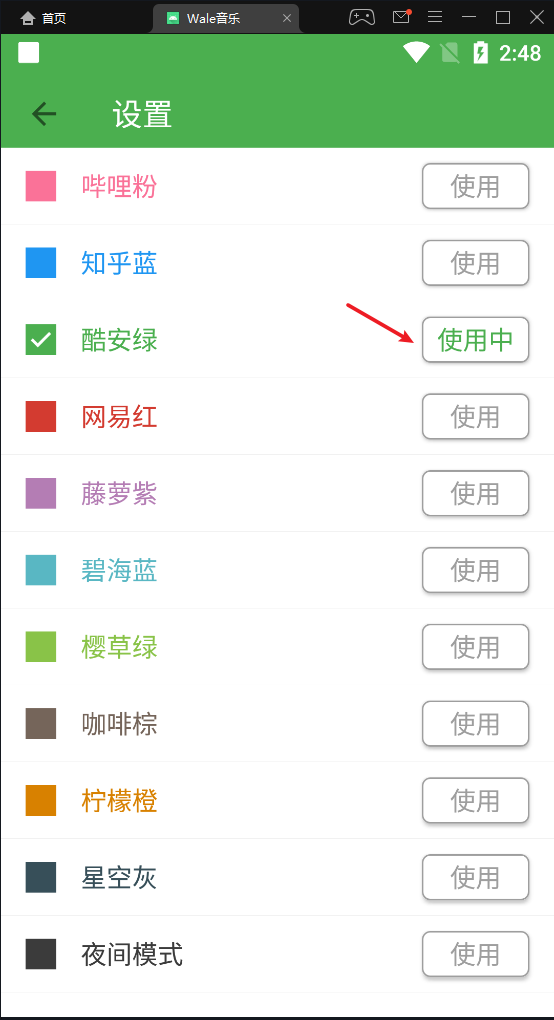 首页
Wale音乐
2:48
设置
哔哩粉
使用
知乎蓝
使用
酷安绿
使用中
网易红
使用
藤萝紫
使用
碧海蓝
使用
樱草绿
使用
咖啡棕
使用
柠檬橙
使用
星空灰
使用
夜间模式
使用